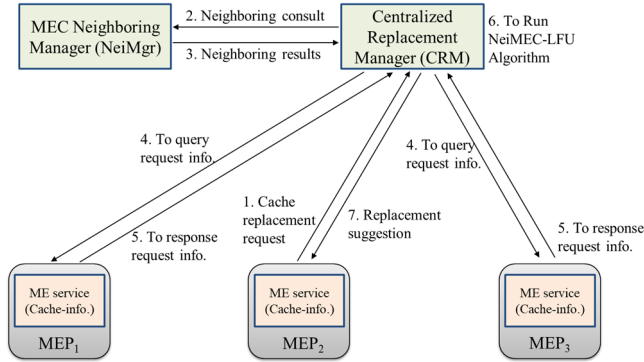 MEC Neighboring
Manager (NeiMgr)
2. Neighboring consult
3. Neighboring results
Centralized
Replacement
Manager (CRM)
6. To Run
NeiMEC-LFU
Algorithm
4. To query
request info.
5. To response
request info.
1. Cache
replacement
request
7. Replacement
suggestion
4. To query
request info.
5. To response
request info.
ME service
(Cache-info.)
MEP₁
ME service
(Cache-info.)
MEP₂
ME service
(Cache-info.)
MEP₃